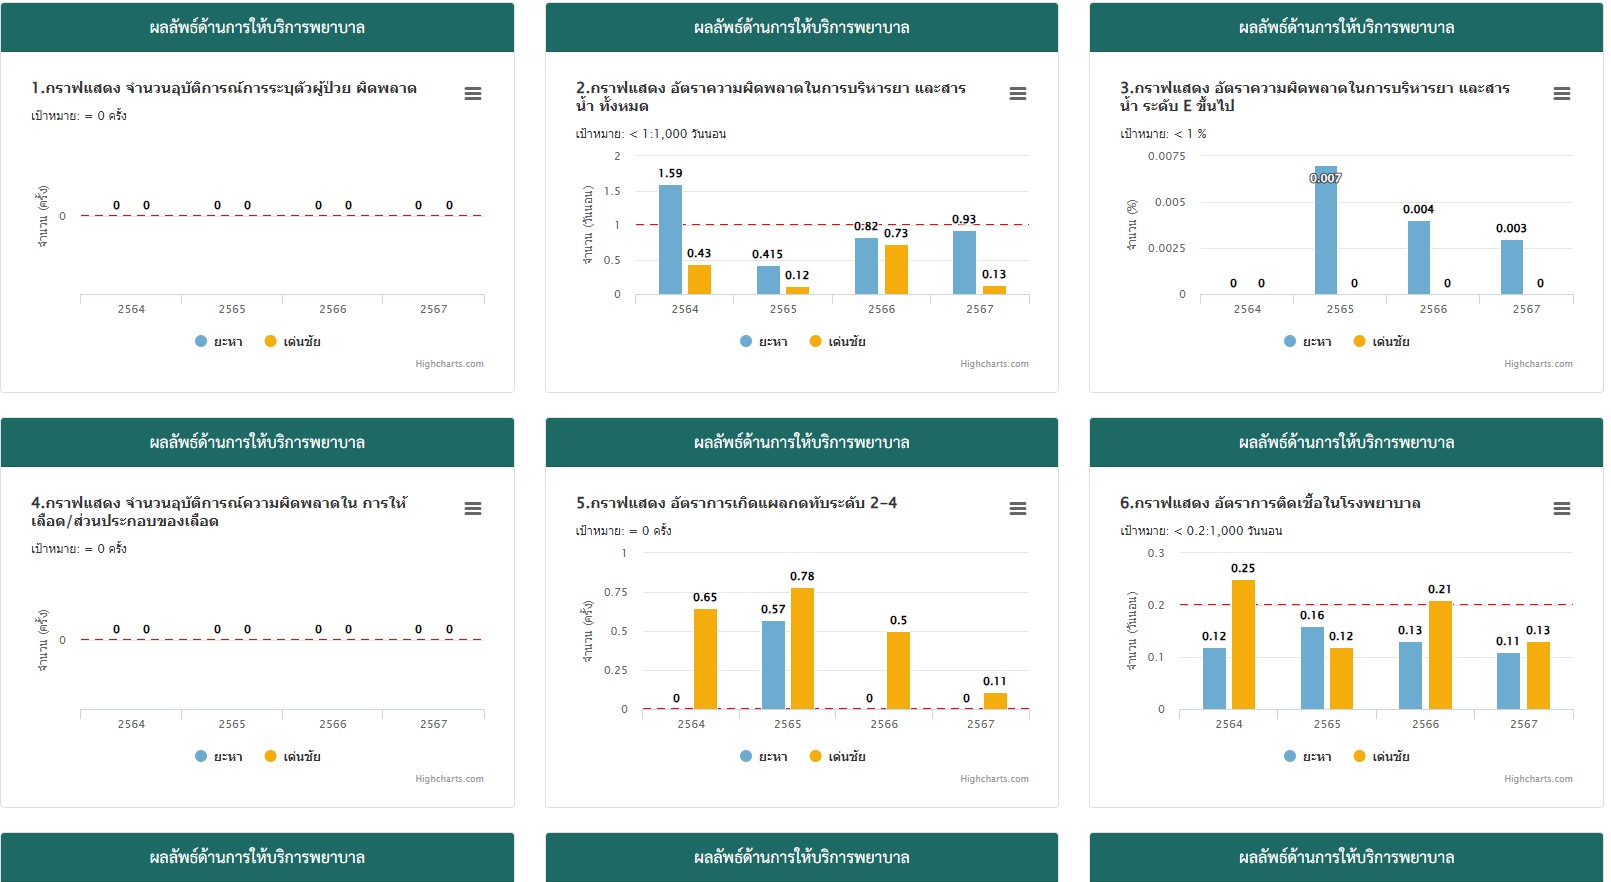 ผลลัพธ์ด้านการให้บริการพยาบาล
1.กราฟแสดง จำนวนอุบัติการณ์การระบุตัวผู้ป่วย ผิดพลาด
เป้าหมาย: = 0 ครั้ง
จำนวน (ครั้ง)
0
0 0 0 0 0 0 0 0
2564 2565 2566 2567
ยะหา เด่นชัย
Highcharts.com
ผลลัพธ์ด้านการให้บริการพยาบาล
2.กราฟแสดง อัตราความผิดพลาดในการบริหารยา และสาร
น้ำ ทั้งหมด
เป้าหมาย: < 1:1,000 วันนอน
จำนวน (วันนอน)
2
1.5
1
0.5
0
1.59 0.43 0.415 0.12 0.82 0.73 0.93 0.13
2564 2565 2566 2567
ยะหา เด่นชัย
Highcharts.com
ผลลัพธ์ด้านการให้บริการพยาบาล
3.กราฟแสดง อัตราความผิดพลาดในการบริหารยา และสาร
น้ำ ระดับ E ขึ้นไป
เป้าหมาย: < 1 %
จำนวน (%)
0.0075
0.005
0.0025
0
0 0 0.007 0 0.004 0 0.003 0
2564 2565 2566 2567
ยะหา เด่นชัย
Highcharts.com
ผลลัพธ์ด้านการให้บริการพยาบาล
4.กราฟแสดง จำนวนอุบัติการณ์ความผิดพลาดใน การให้
เลือด/ส่วนประกอบของเลือด
เป้าหมาย: = 0 ครั้ง
จำนวน (ครั้ง)
0
0 0 0 0 0 0 0 0
2564 2565 2566 2567
ยะหา เด่นชัย
Highcharts.com
ผลลัพธ์ด้านการให้บริการพยาบาล
5.กราฟแสดง อัตราการเกิดแผลกดทับระดับ 2-4
เป้าหมาย: = 0 ครั้ง
จำนวน (ครั้ง)
1
0.75
0.5
0.25
0
0 0.65 0.57 0.78 0 0.5 0 0.11
2564 2565 2566 2567
ยะหา เด่นชัย
Highcharts.com
ผลลัพธ์ด้านการให้บริการพยาบาล
6.กราฟแสดง อัตราการติดเชื้อในโรงพยาบาล
เป้าหมาย: < 0.2:1,000 วันนอน
จำนวน (วันนอน)
0.3
0.2
0.1
0
0.12 0.25 0.16 0.12 0.13 0.21 0.11 0.13
2564 2565 2566 2567
ยะหา เด่นชัย
Highcharts.com
ผลลัพธ์ด้านการให้บริการพยาบาล
ผลลัพธ์ด้านการให้บริการพยาบาล
ผลลัพธ์ด้านการให้บริการพยาบาล